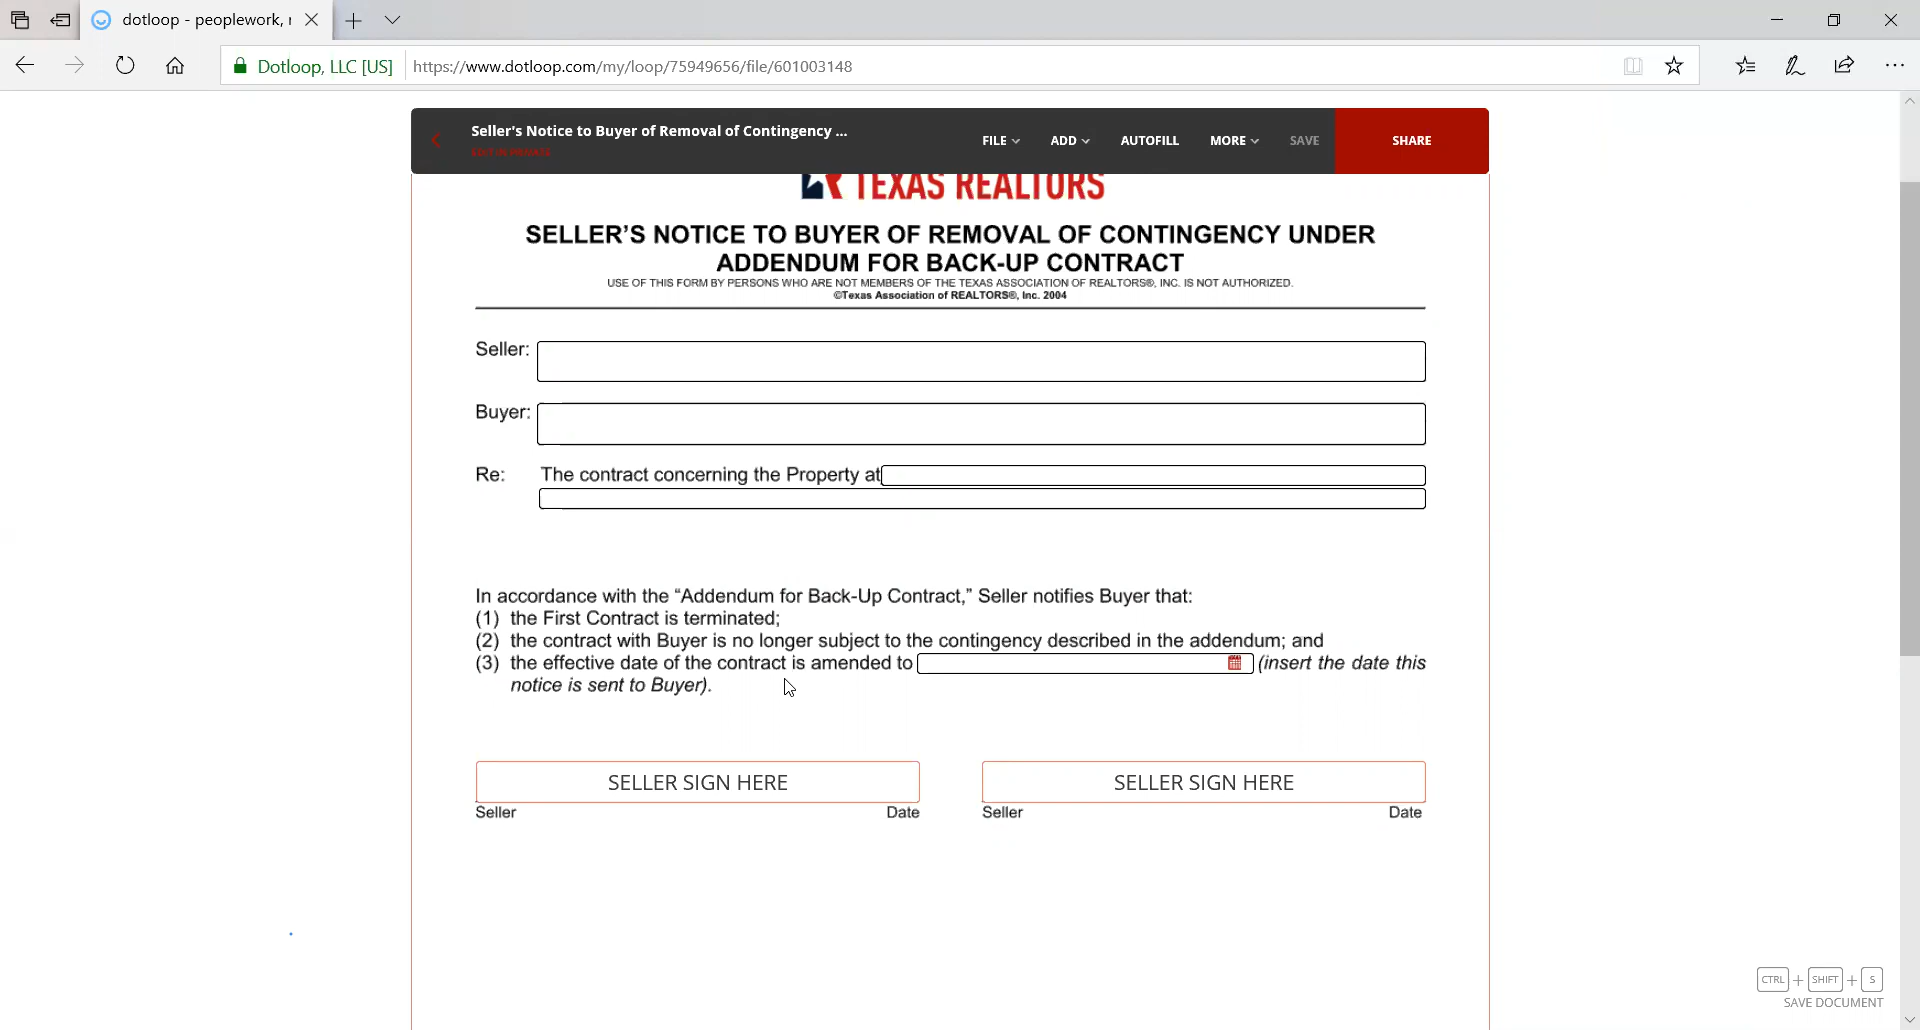 dotloop - peoplework, r
Dotloop, LLC [US]
https://www.dotloop.com/my/loop/75949656/file/601003148
Seller's Notice to Buyer of Removal of Contingency ...
EDIT IN PRIVATE
FILE
ADD
AUTOFILL
MORE
SAVE
SHARE
TEXAS REALTORS
SELLER'S NOTICE TO BUYER OF REMOVAL OF CONTINGENCY UNDER
ADDENDUM FOR BACK-UP CONTRACT
USE OF THIS FORM BY PERSONS WHO ARE NOT MEMBERS OF THE TEXAS ASSOCIATION OF REALTORS®, INC. IS NOT AUTHORIZED.
©Texas Association of REALTORS®, Inc. 2004
Seller:
Buyer:
Re: The contract concerning the Property at
In accordance with the “Addendum for Back-Up Contract,” Seller notifies Buyer that:
(1) the First Contract is terminated;
(2) the contract with Buyer is no longer subject to the contingency described in the addendum; and
(3) the effective date of the contract is amended to (insert the date this
notice is sent to Buyer).
SELLER SIGN HERE SELLER SIGN HERE
Seller Date Seller Date
CTRL + SHIFT + S
SAVE DOCUMENT